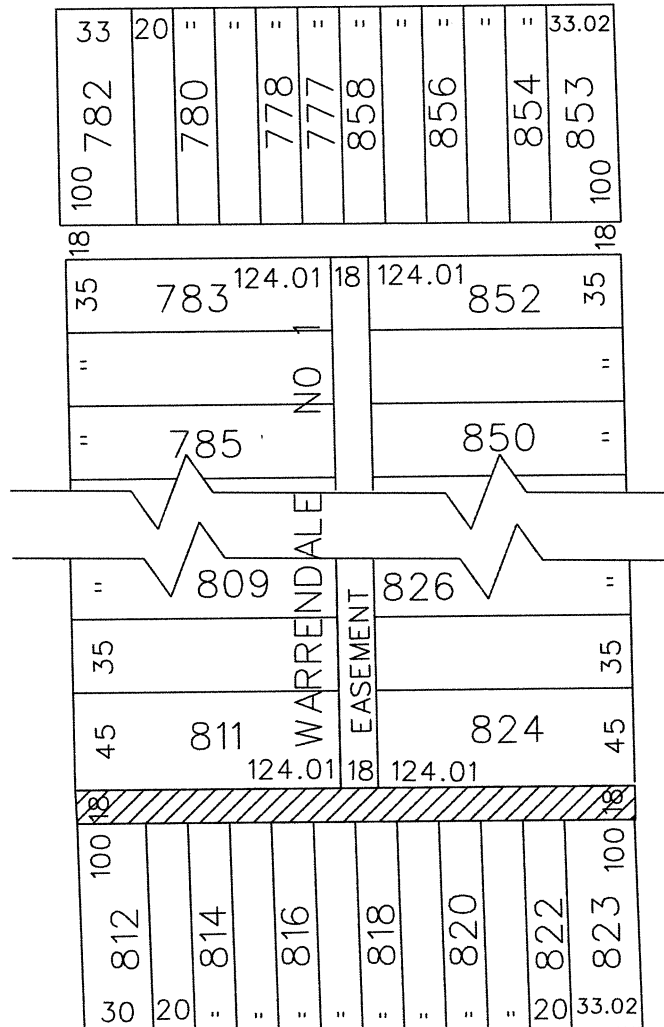 33 20 " " " " " " " " " 33.02
782 780 778 777 858 856 854 853
100 100
18 18
35 783 124.01 18 124.01 852 35
" "
" 785 850 "
WARRENDALE NO 1
" 809 826 "
EASEMENT
35 35
45 811 824 45
124.01 18 124.01
18 18
100 100
812 814 816 818 820 822 823
30 20 " " " " " " " " 20 33.02